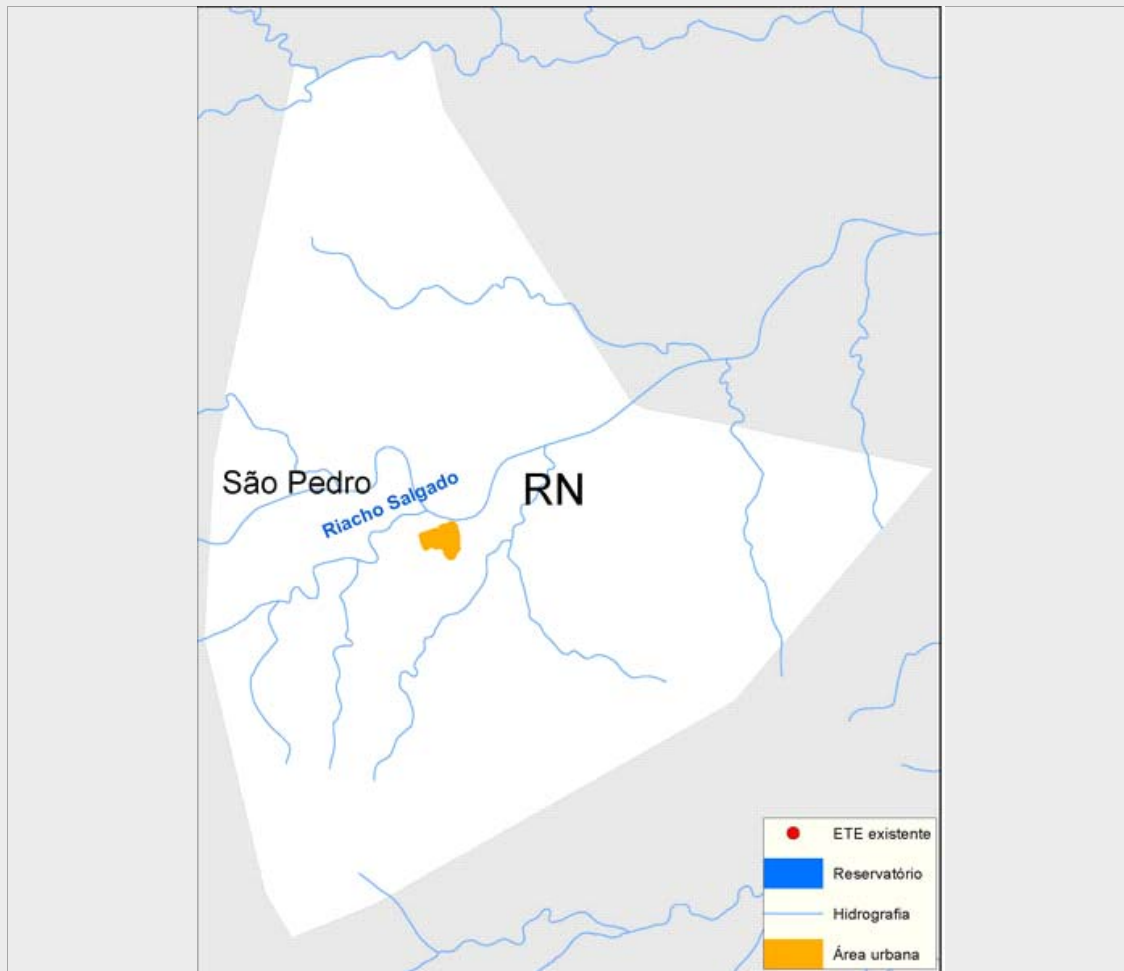 São Pedro
Riacho Salgado
RN
ETE existente
Reservatório
Hidrografia
Área urbana